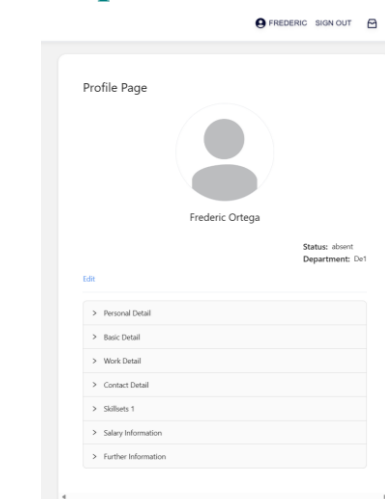 FREDERIC SIGN OUT
Profile Page
Frederic Ortega
Status: absent
Department: De1
Edit
> Personal Detail
> Basic Detail
> Work Detail
> Contact Detail
> Skillsets 1
> Salary Information
> Further Information